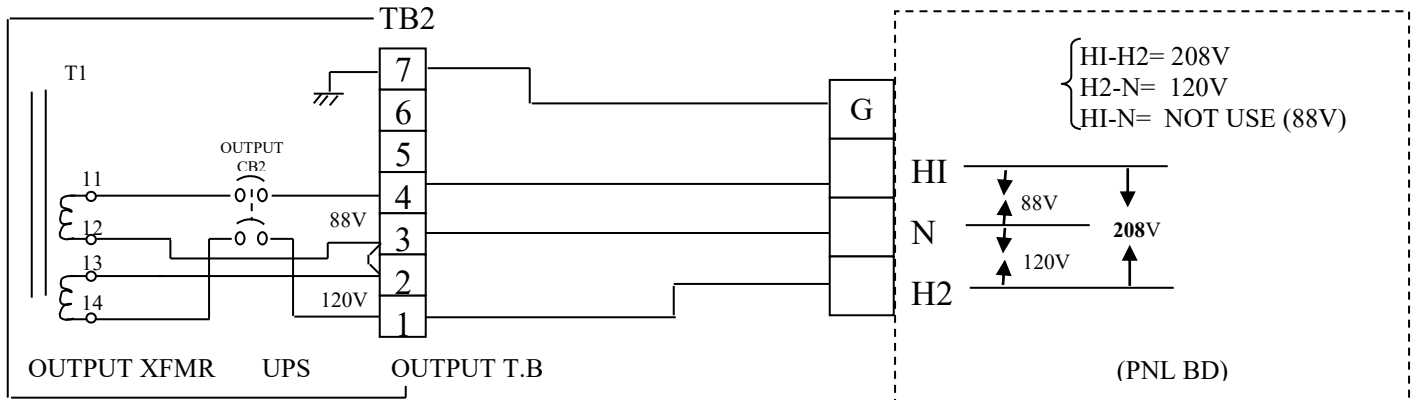 TB2
T1
OUTPUT
CB2
11
12
13
14
88V
120V
7
6
5
4
3
2
1
OUTPUT XFMR UPS OUTPUT T.B
G
HI
N
H2
HI-H2= 208V
H2-N= 120V
HI-N= NOT USE (88V)
88V
120V
208V
(PNL BD)